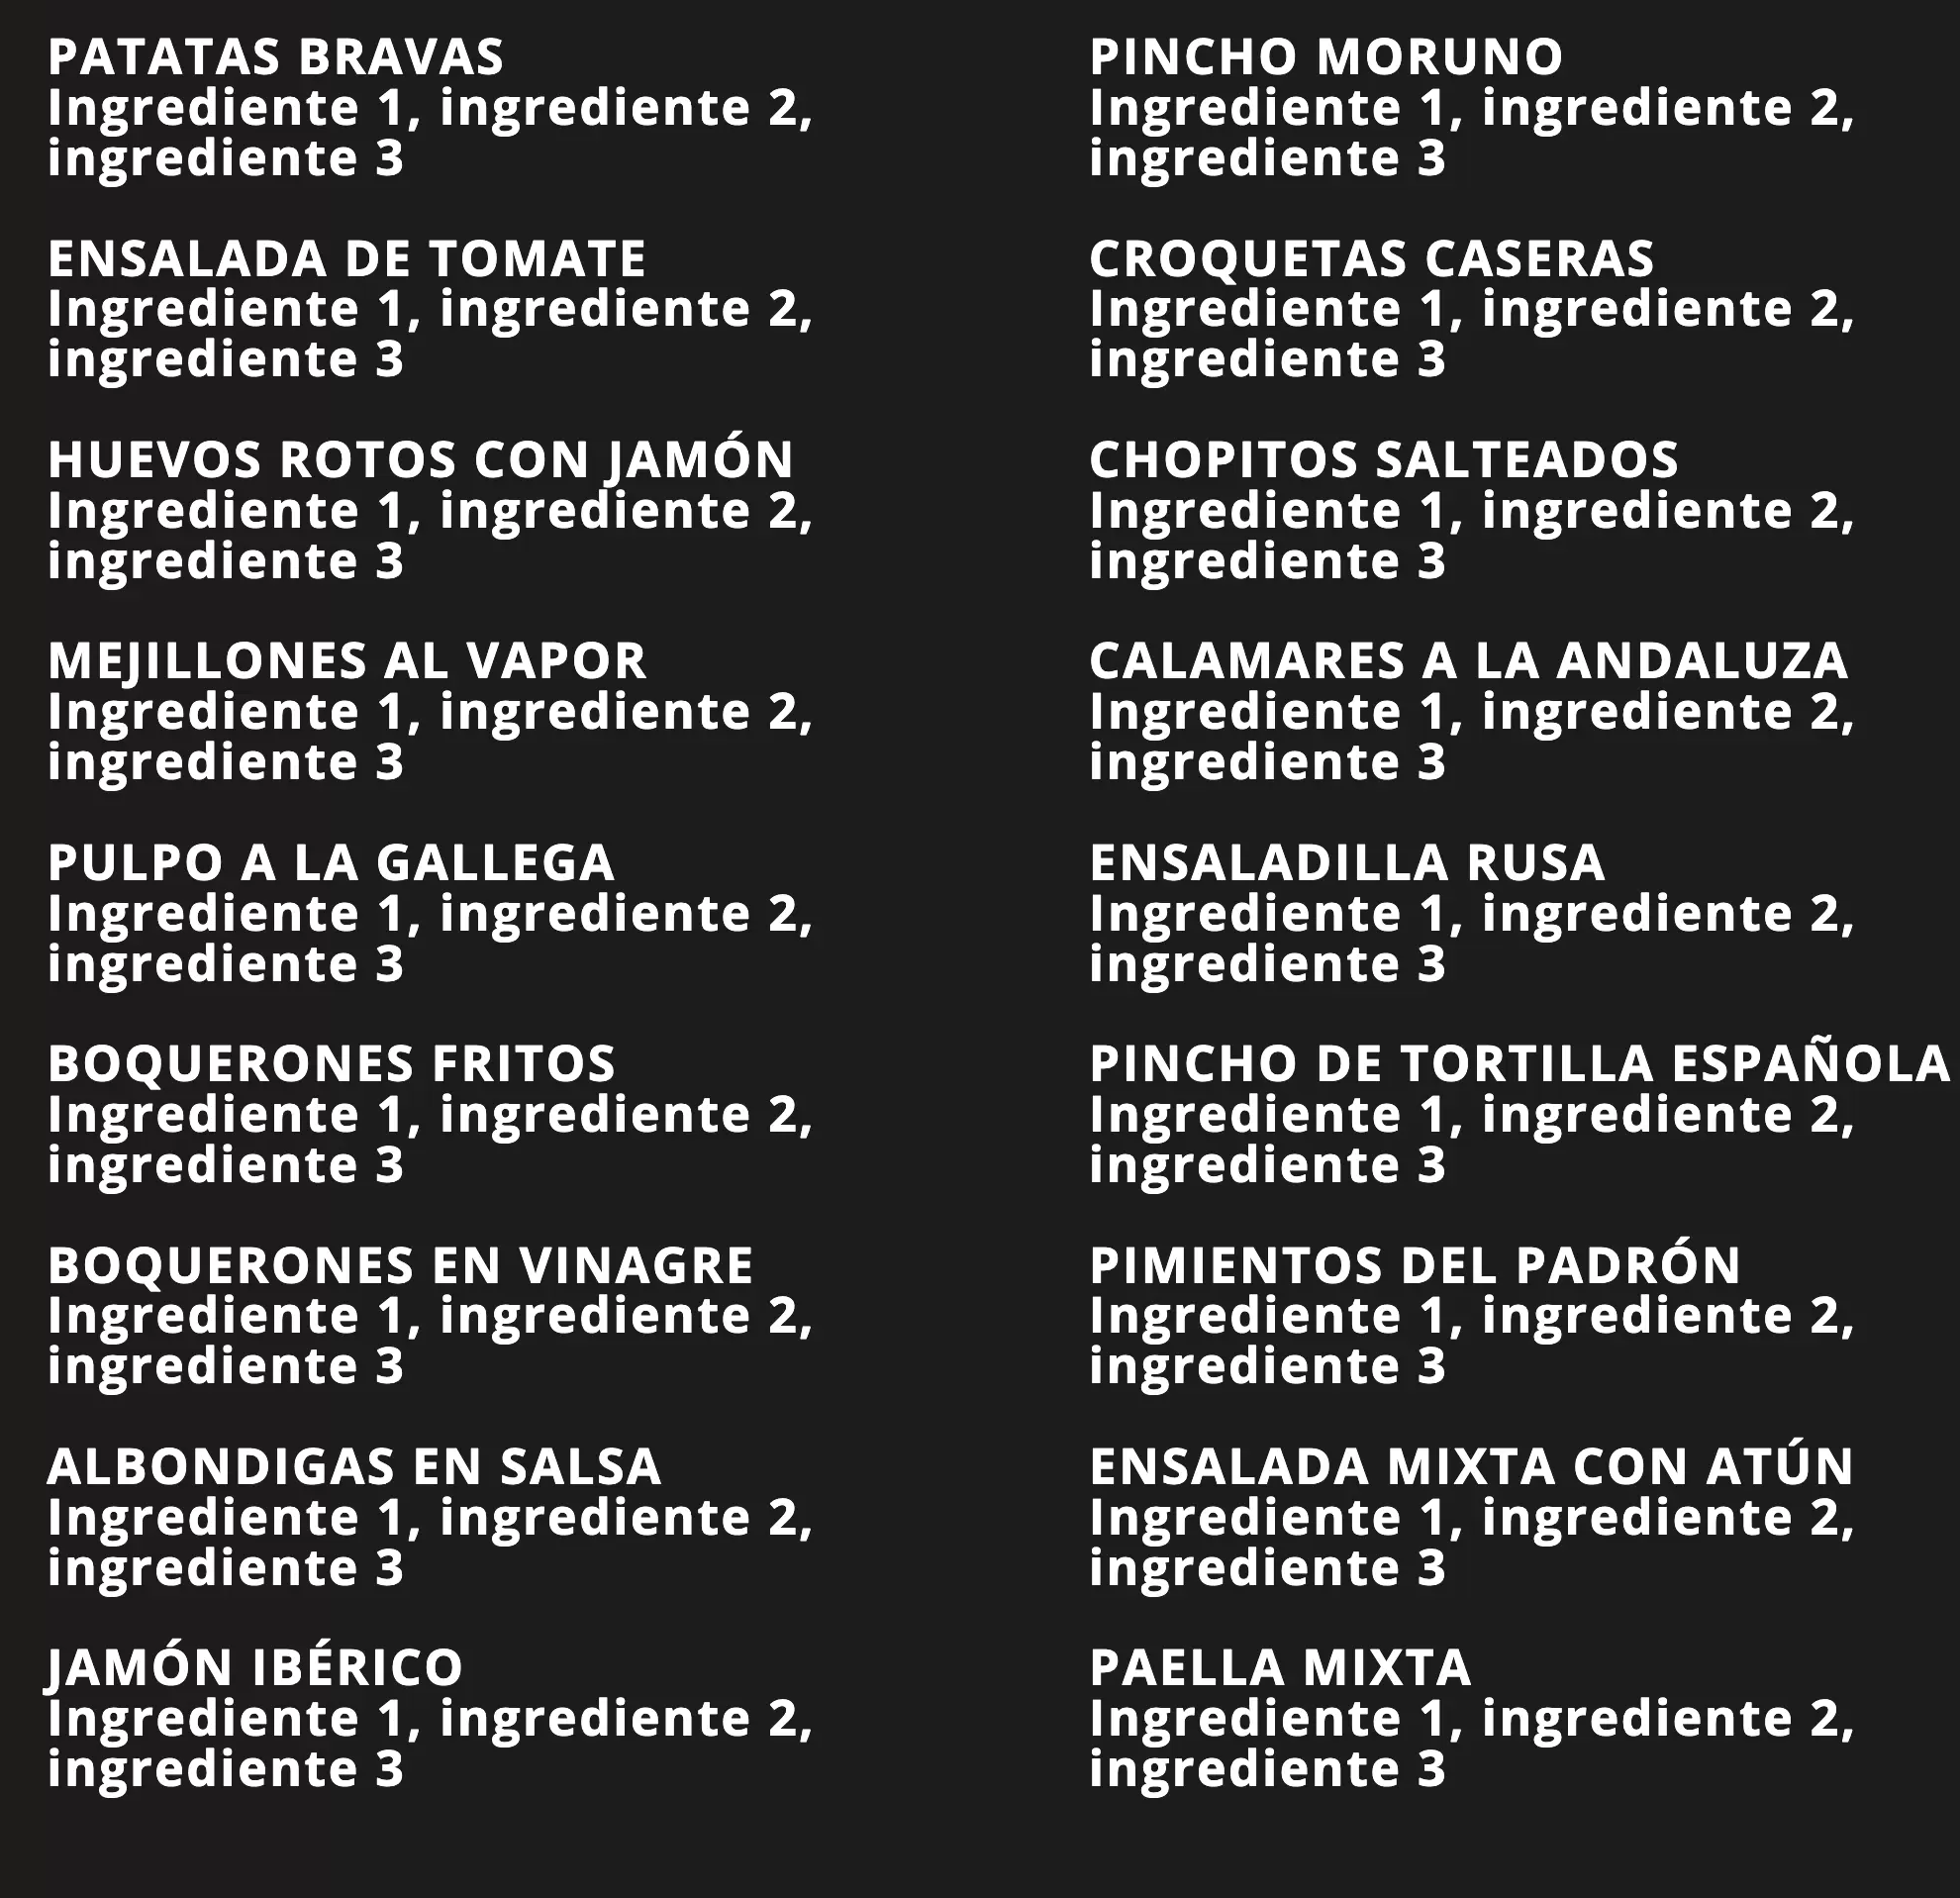 PATATAS BRAVAS
Ingrediente 1, ingrediente 2,
ingrediente 3
ENSALADA DE TOMATE
Ingrediente 1, ingrediente 2,
ingrediente 3
HUEVOS ROTOS CON JAMÓN
Ingrediente 1, ingrediente 2,
ingrediente 3
MEJILLONES AL VAPOR
Ingrediente 1, ingrediente 2,
ingrediente 3
PULPO A LA GALLEGA
Ingrediente 1, ingrediente 2,
ingrediente 3
BOQUERONES FRITOS
Ingrediente 1, ingrediente 2,
ingrediente 3
BOQUERONES EN VINAGRE
Ingrediente 1, ingrediente 2,
ingrediente 3
ALBONDIGAS EN SALSA
Ingrediente 1, ingrediente 2,
ingrediente 3
JAMÓN IBÉRICO
Ingrediente 1, ingrediente 2,
ingrediente 3
PINCHO MORUNO
Ingrediente 1, ingrediente 2,
ingrediente 3
CROQUETAS CASERAS
Ingrediente 1, ingrediente 2,
ingrediente 3
CHOPITOS SALTEADOS
Ingrediente 1, ingrediente 2,
ingrediente 3
CALAMARES A LA ANDALUZA
Ingrediente 1, ingrediente 2,
ingrediente 3
ENSALADILLA RUSA
Ingrediente 1, ingrediente 2,
ingrediente 3
PINCHO DE TORTILLA ESPAÑOLA
Ingrediente 1, ingrediente 2,
ingrediente 3
PIMIENTOS DEL PADRÓN
Ingrediente 1, ingrediente 2,
ingrediente 3
ENSALADA MIXTA CON ATÚN
Ingrediente 1, ingrediente 2,
ingrediente 3
PAELLA MIXTA
Ingrediente 1, ingrediente 2,
ingrediente 3